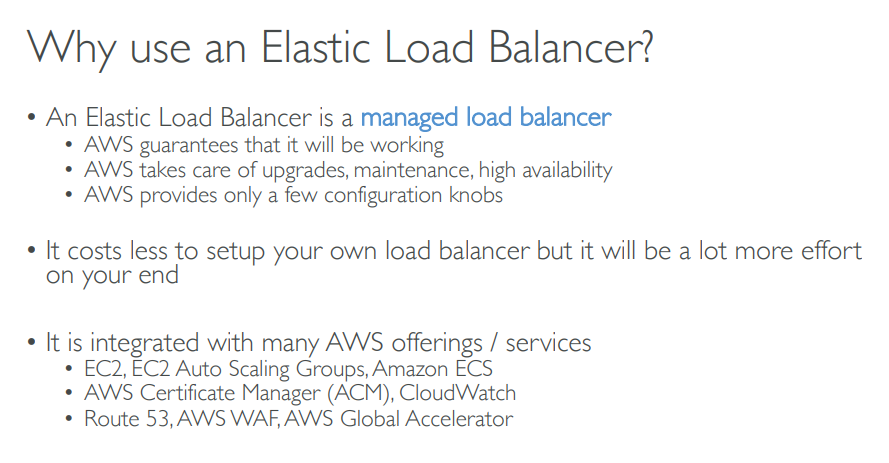 Why use an Elastic Load Balancer?
• An Elastic Load Balancer is a managed load balancer
• AWS guarantees that it will be working
• AWS takes care of upgrades, maintenance, high availability
• AWS provides only a few configuration knobs
• It costs less to setup your own load balancer but it will be a lot more effort
on your end
• It is integrated with many AWS offerings / services
• EC2, EC2 Auto Scaling Groups, Amazon ECS
• AWS Certificate Manager (ACM), CloudWatch
• Route 53, AWS WAF, AWS Global Accelerator